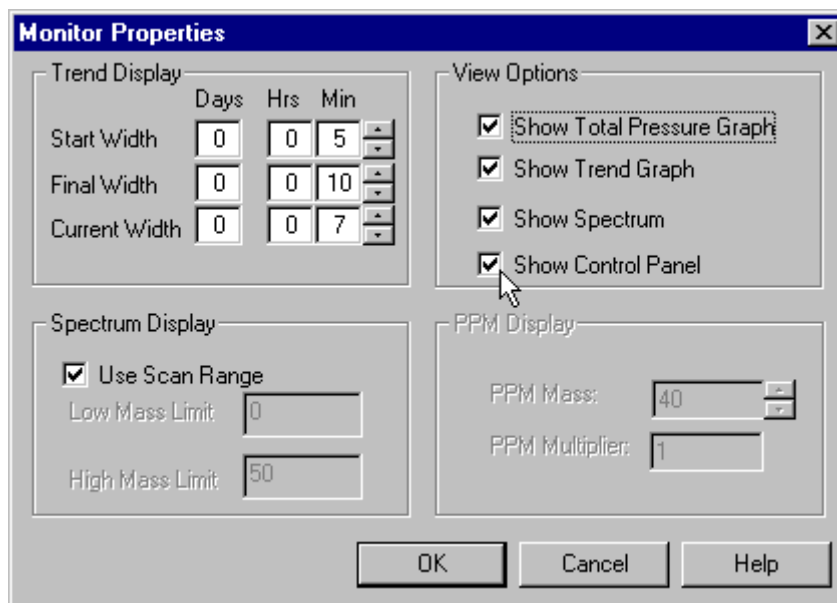 Monitor Properties
Trend Display
Days Hrs Min
Start Width 0 0 5
Final Width 0 0 10
Current Width 0 0 7
View Options
Show Total Pressure Graph
Show Trend Graph
Show Spectrum
Show Control Panel
Spectrum Display
Use Scan Range
Low Mass Limit 0
High Mass Limit 50
PPM Display
PPM Mass: 40
PPM Multiplier: 1
OK Cancel Help